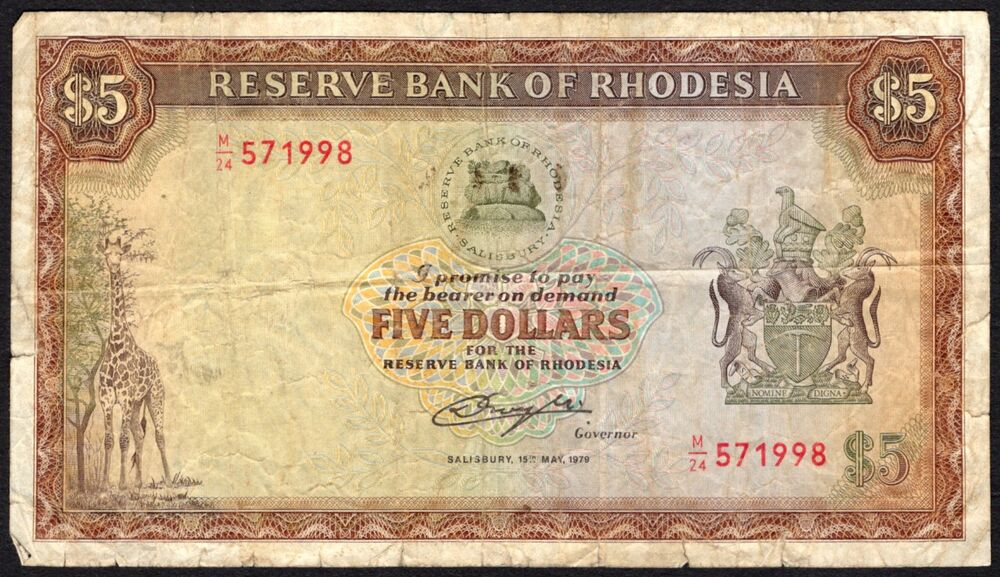 $5
RESERVE BANK OF RHODESIA
$5
M/24 571998
RESERVE BANK OF RHODESIA
· SALISBURY ·
I promise to pay
the bearer on demand
FIVE DOLLARS
FOR THE
RESERVE BANK OF RHODESIA
Governor
SALISBURY, 15TH MAY, 1979
NOMINE DIGNA
M/24 571998
$5